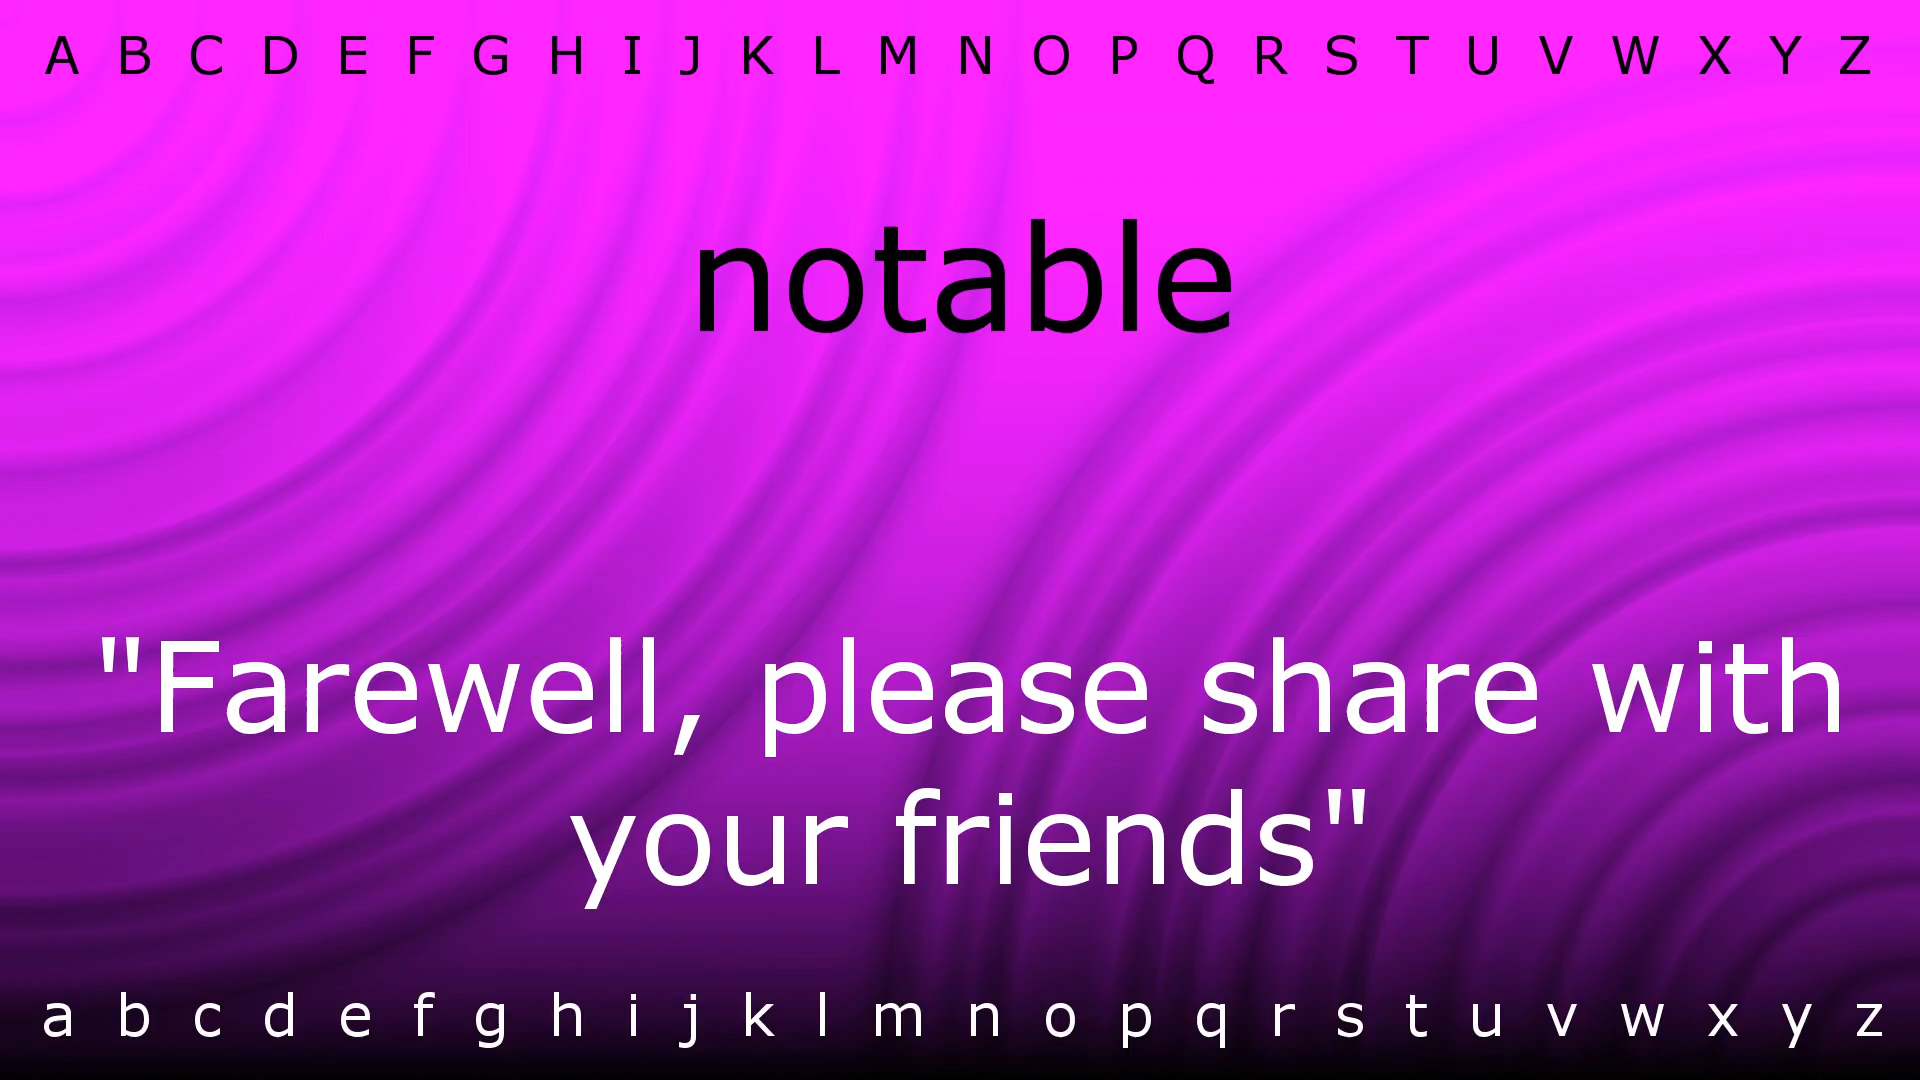 A B C D E F G H I J K L M N O P Q R S T U V W X Y Z
notable
"Farewell, please share with
your friends"
a b c d e f g h i j k l m n o p q r s t u v w x y z